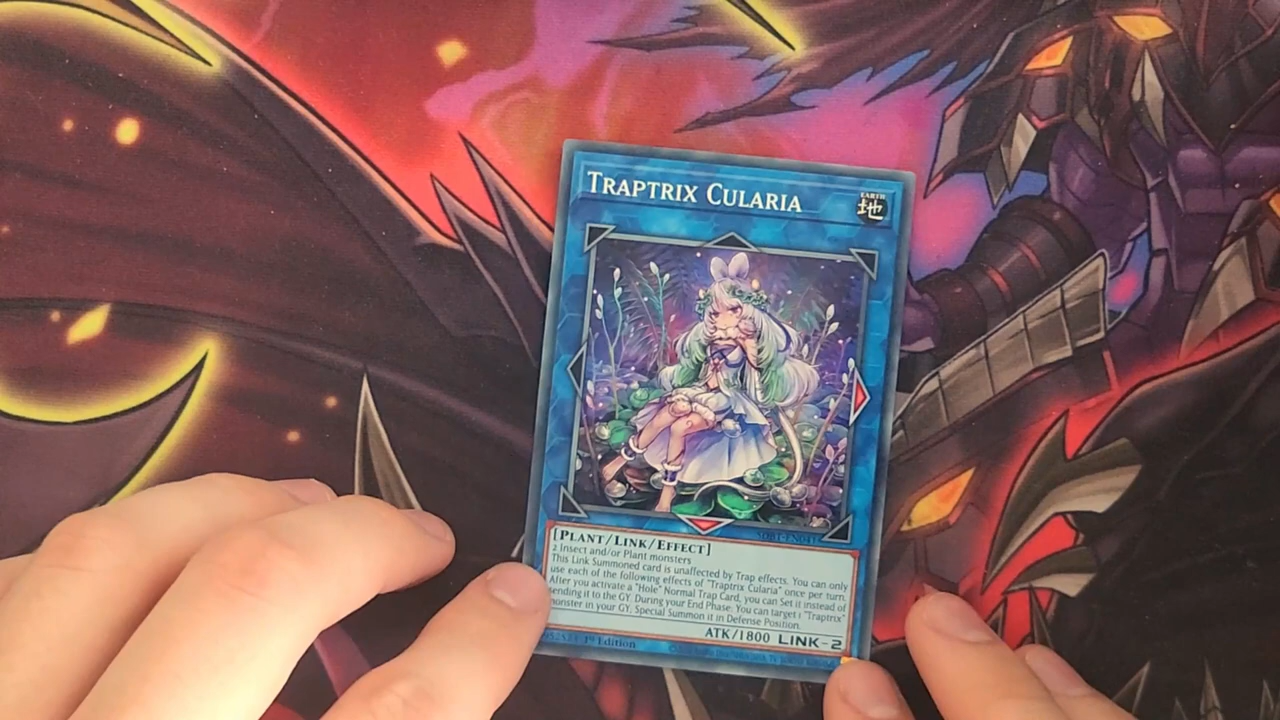 TRAPTRIX CULARIA
EARTH
地
SDBT-EN041
[PLANT/LINK/EFFECT]
2 Insect and/or Plant monsters
This Link Summoned card is unaffected by Trap effects. You can only
use each of the following effects of "Traptrix Cularia" once per turn.
After you activate a "Hole" Normal Trap Card, you can Set it instead of
sending it to the GY. During your End Phase: You can target 1 "Traptrix"
monster in your GY; Special Summon it in Defense Position.
ATK/1800 LINK-2
Edition